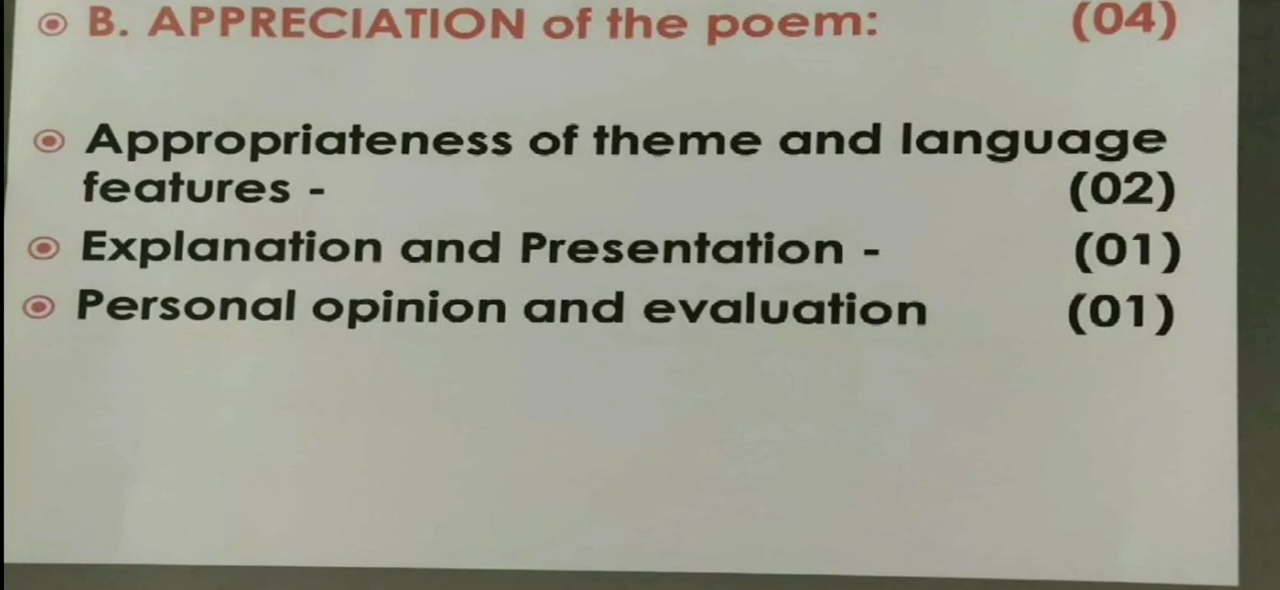 B. APPRECIATION of the poem: (04)
Appropriateness of theme and language
features - (02)
Explanation and Presentation - (01)
Personal opinion and evaluation (01)